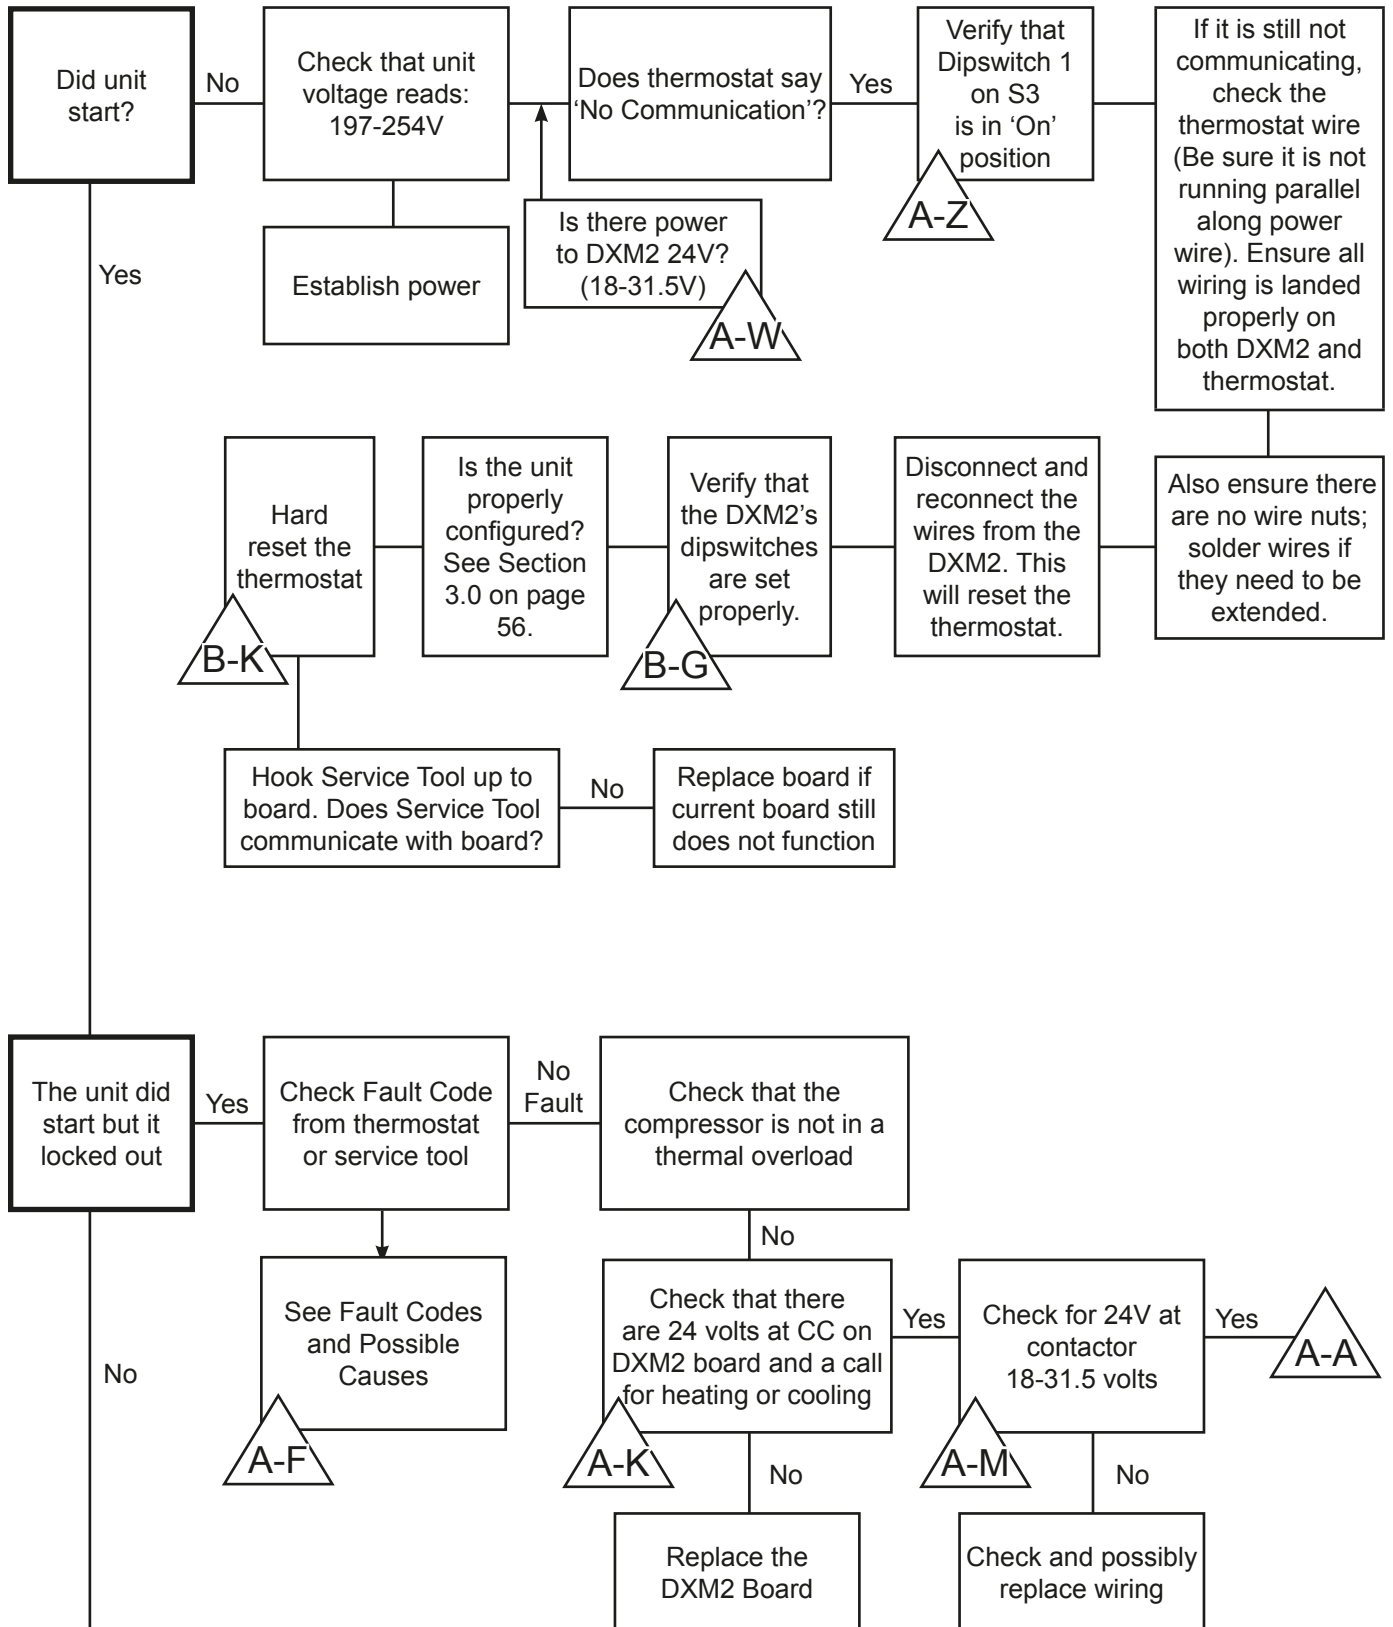 Did unit
start?
No
Check that unit
voltage reads:
197-254V
Does thermostat say
‘No Communication’?
Yes
Verify that
Dipswitch 1
on S3
is in ‘On’
position
A-Z
If it is still not
communicating,
check the
thermostat wire
(Be sure it is not
running parallel
along power
wire). Ensure all
wiring is landed
properly on
both DXM2 and
thermostat.
Is there power
to DXM2 24V?
(18-31.5V)
A-W
Establish power
Yes
Also ensure there
are no wire nuts;
solder wires if
they need to be
extended.
Disconnect and
reconnect the
wires from the
DXM2. This
will reset the
thermostat.
Verify that
the DXM2’s
dipswitches
are set
properly.
B-G
Is the unit
properly
configured?
See Section
3.0 on page
56.
Hard
reset the
thermostat
B-K
Hook Service Tool up to
board. Does Service Tool
communicate with board?
No
Replace board if
current board still
does not function
The unit did
start but it
locked out
Yes
Check Fault Code
from thermostat
or service tool
No
Fault
Check that the
compressor is not in a
thermal overload
No
See Fault Codes
and Possible
Causes
A-F
Check that there
are 24 volts at CC on
DXM2 board and a call
for heating or cooling
A-K
Yes
Check for 24V at
contactor
18-31.5 volts
A-M
Yes
A-A
No
No
No
Replace the
DXM2 Board
Check and possibly
replace wiring